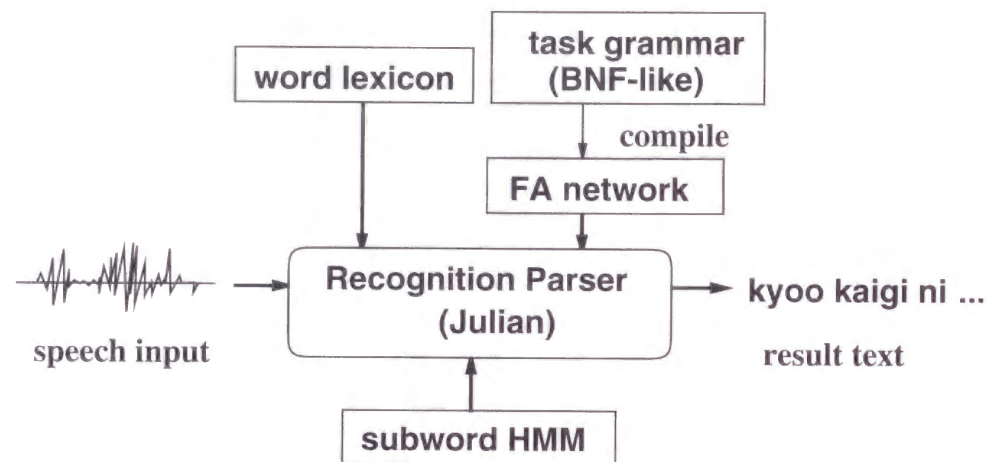 task grammar
(BNF-like)
word lexicon
compile
FA network
Recognition Parser
(Julian)
kyoo kaigi ni ...
speech input
result text
subword HMM